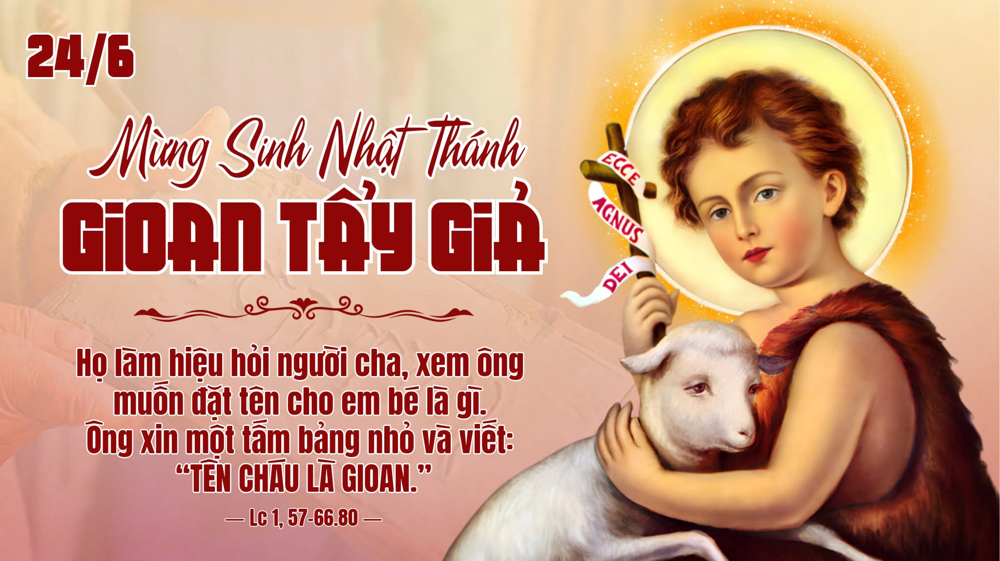 24/6
Mừng Sinh Nhật Thánh
GIOAN TẨY GIẢ
Họ làm hiệu hỏi người cha, xem ông
muốn đặt tên cho em bé là gì.
Ông xin một tấm bảng nhỏ và viết:
“TÊN CHÁU LÀ GIOAN.”
— Lc 1, 57-66.80 —
ECCE
AGNUS
DEI